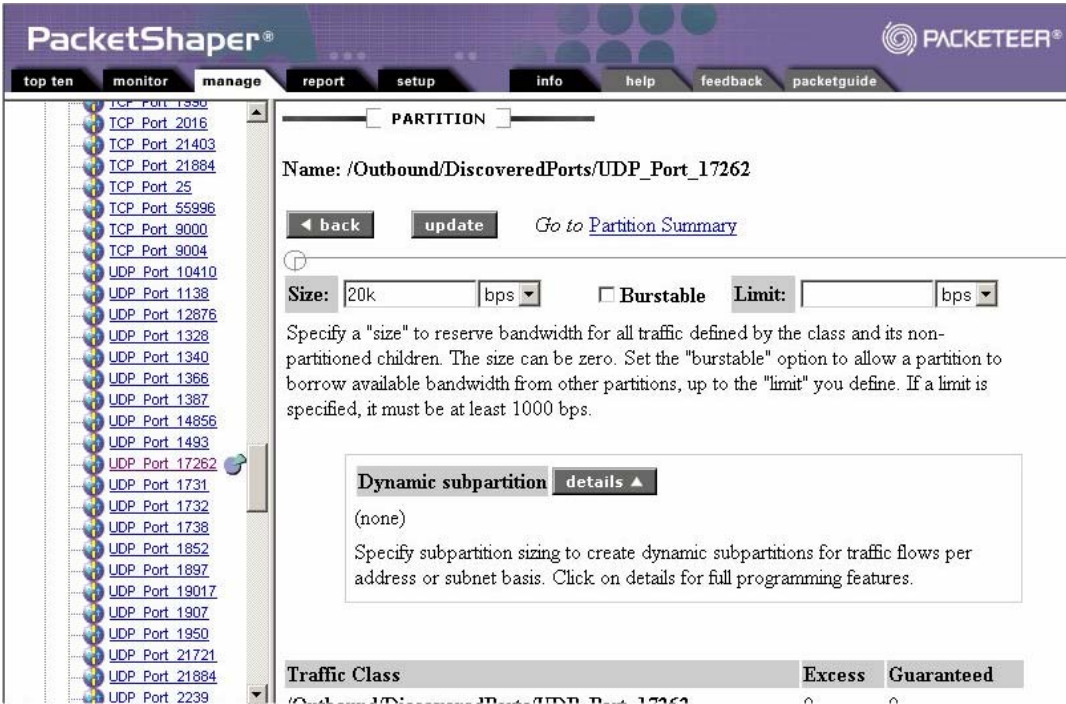 PacketShaper®
PACKETEER®
top ten monitor manage report setup info help feedback packetguide
TCP Port 1990
TCP Port 2016
TCP Port 21403
TCP Port 21884
TCP Port 25
TCP Port 55996
TCP Port 9000
TCP Port 9004
UDP Port 10410
UDP Port 1138
UDP Port 12876
UDP Port 1328
UDP Port 1340
UDP Port 1366
UDP Port 1387
UDP Port 14856
UDP Port 1493
UDP Port 17262
UDP Port 1731
UDP Port 1732
UDP Port 1738
UDP Port 1852
UDP Port 1897
UDP Port 19017
UDP Port 1907
UDP Port 1950
UDP Port 21721
UDP Port 21884
UDP Port 2239
PARTITION
Name: /Outbound/DiscoveredPorts/UDP_Port_17262
back update Go to Partition Summary
Size: 20k bps Burstable Limit: bps
Specify a "size" to reserve bandwidth for all traffic defined by the class and its non-
partitioned children. The size can be zero. Set the "burstable" option to allow a partition to
borrow available bandwidth from other partitions, up to the "limit" you define. If a limit is
specified, it must be at least 1000 bps.
Dynamic subpartition details
(none)
Specify subpartition sizing to create dynamic subpartitions for traffic flows per
address or subnet basis. Click on details for full programming features.
Traffic Class Excess Guaranteed
/Outbound/DiscoveredPorts/UDP_Port_17262 0 0